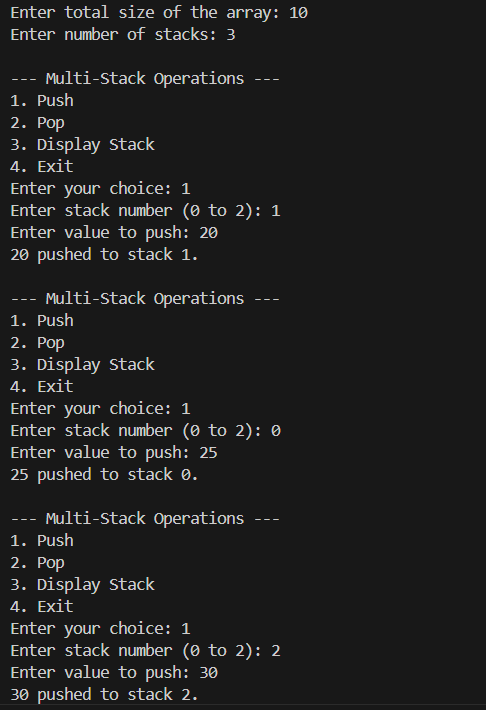 Enter total size of the array: 10
Enter number of stacks: 3
--- Multi-Stack Operations ---
1. Push
2. Pop
3. Display Stack
4. Exit
Enter your choice: 1
Enter stack number (0 to 2): 1
Enter value to push: 20
20 pushed to stack 1.
--- Multi-Stack Operations ---
1. Push
2. Pop
3. Display Stack
4. Exit
Enter your choice: 1
Enter stack number (0 to 2): 0
Enter value to push: 25
25 pushed to stack 0.
--- Multi-Stack Operations ---
1. Push
2. Pop
3. Display Stack
4. Exit
Enter your choice: 1
Enter stack number (0 to 2): 2
Enter value to push: 30
30 pushed to stack 2.